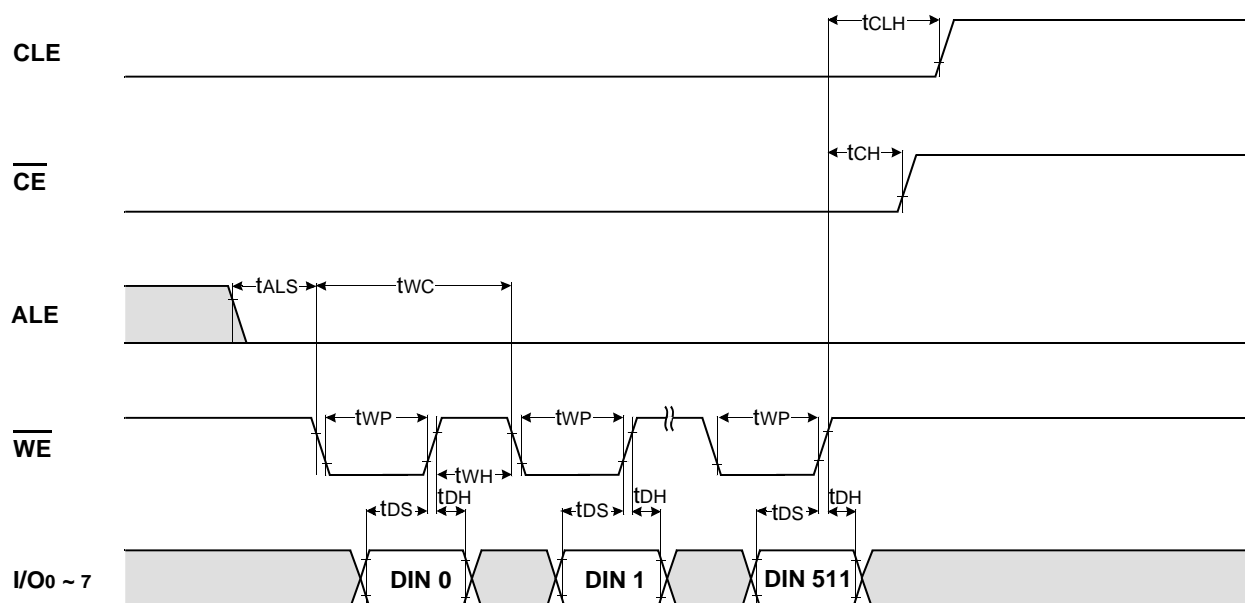 CLE
tCLH
CE
tCH
ALE
tALS
tWC
WE
tWP
tWP
tWP
tWH
tDS
tDH
tDS
tDH
tDS
tDH
I/O0 ~ 7
DIN 0
DIN 1
DIN 511